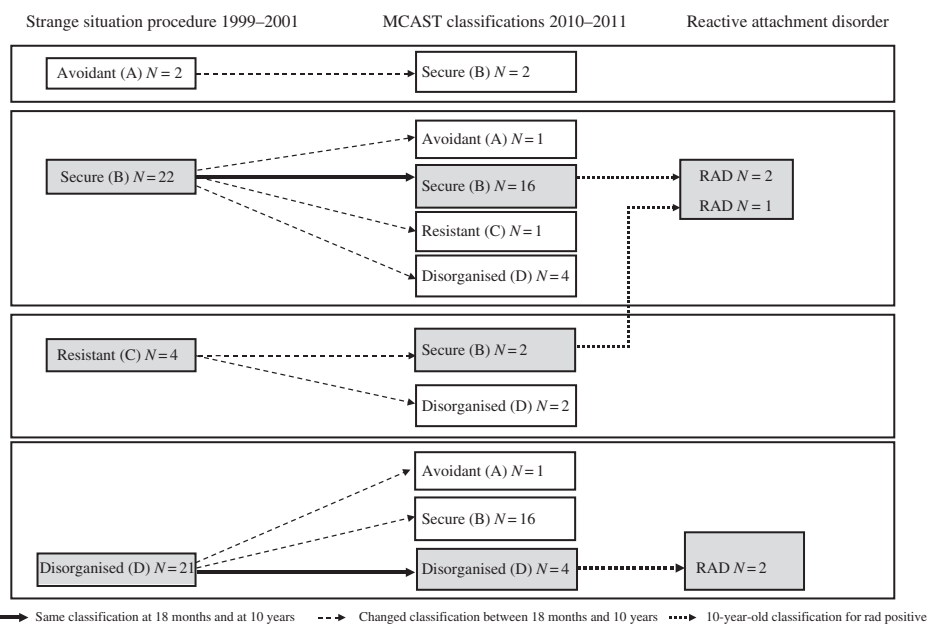 Strange situation procedure 1999–2001 MCAST classifications 2010–2011 Reactive attachment disorder
Avoidant (A) N = 2
Secure (B) N = 2
Secure (B) N = 22
Avoidant (A) N = 1
Secure (B) N = 16
Resistant (C) N = 1
Disorganised (D) N = 4
RAD N = 2
RAD N = 1
Resistant (C) N = 4
Secure (B) N = 2
Disorganised (D) N = 2
Disorganised (D) N = 21
Avoidant (A) N = 1
Secure (B) N = 16
Disorganised (D) N = 4
RAD N = 2
Same classification at 18 months and at 10 years Changed classification between 18 months and 10 years 10-year-old classification for rad positive